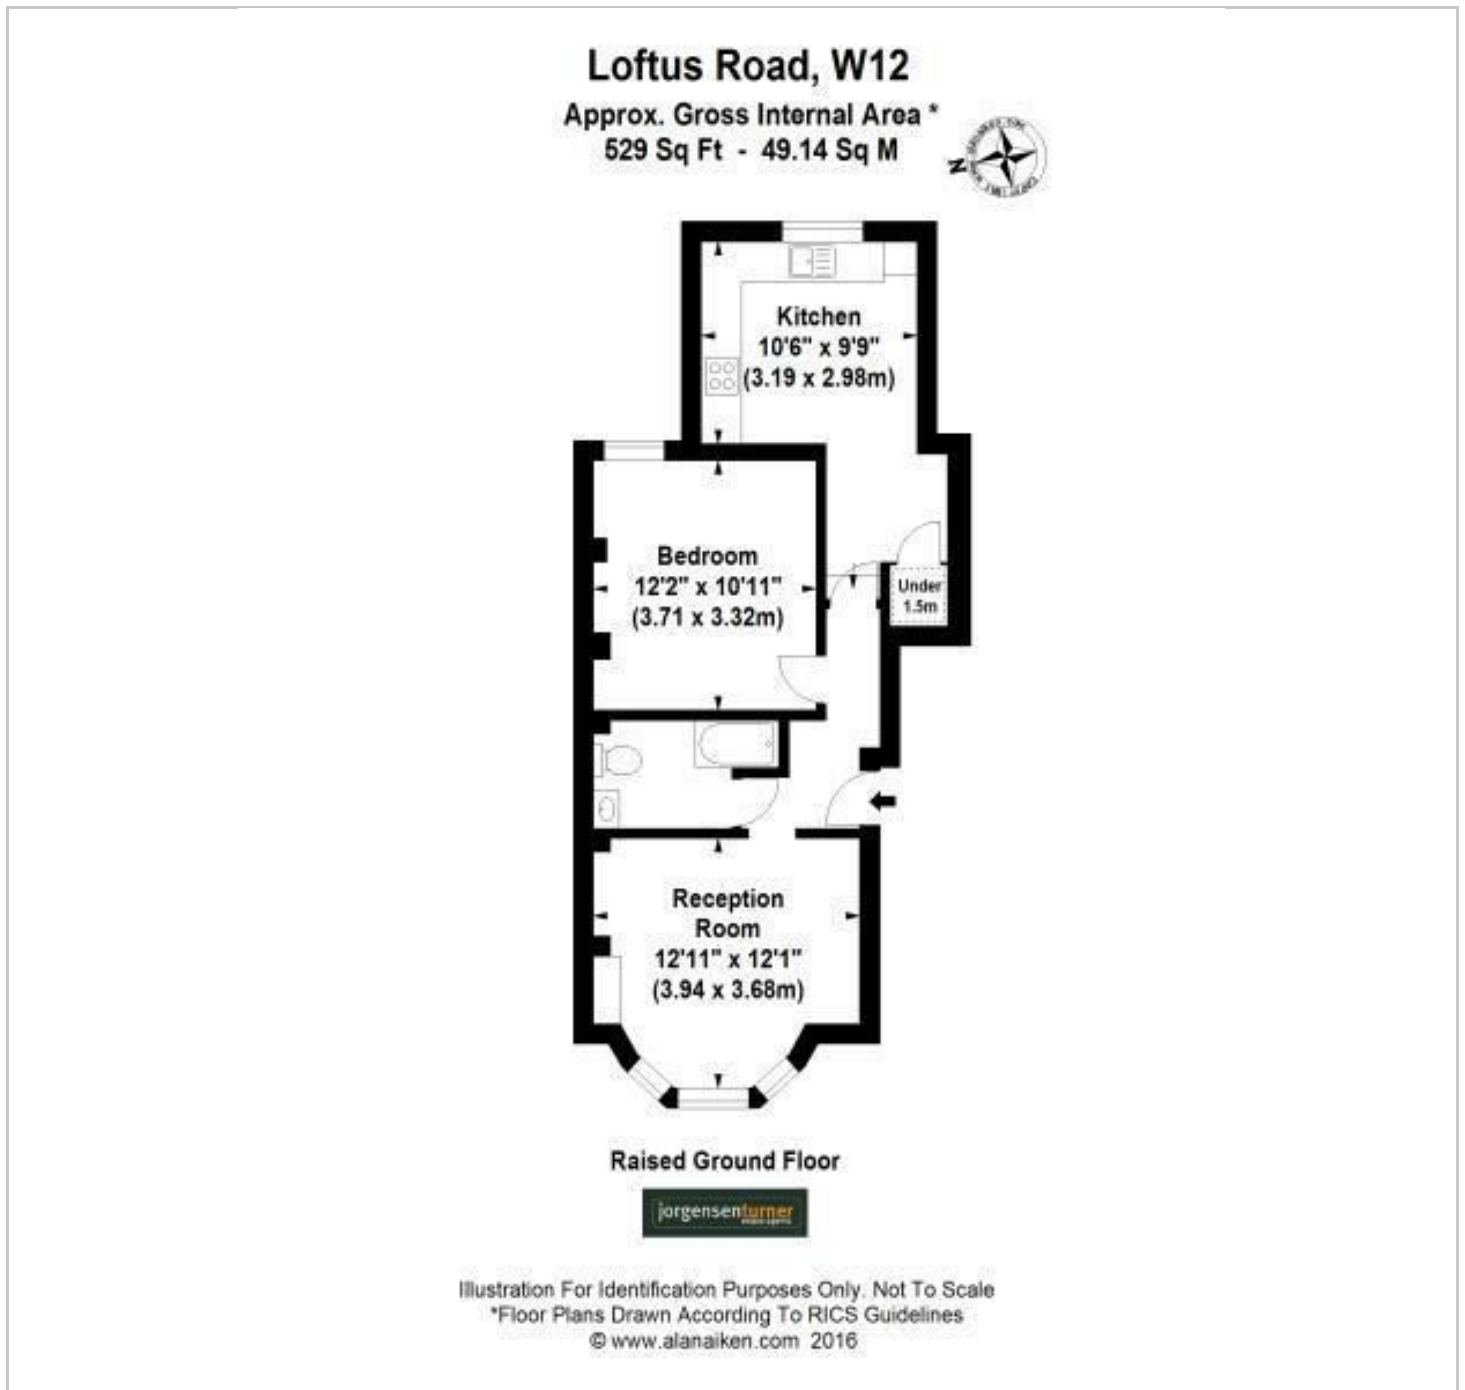 Loftus Road, W12
Approx. Gross Internal Area *
529 Sq Ft - 49.14 Sq M
N
Kitchen
10'6" x 9'9"
(3.19 x 2.98m)
Bedroom
12'2" x 10'11"
(3.71 x 3.32m)
Under
1.5m
Reception
Room
12'11" x 12'1"
(3.94 x 3.68m)
Raised Ground Floor
jorgensenturner
Illustration For Identification Purposes Only. Not To Scale
*Floor Plans Drawn According To RICS Guidelines
© www.alanaiken.com 2016